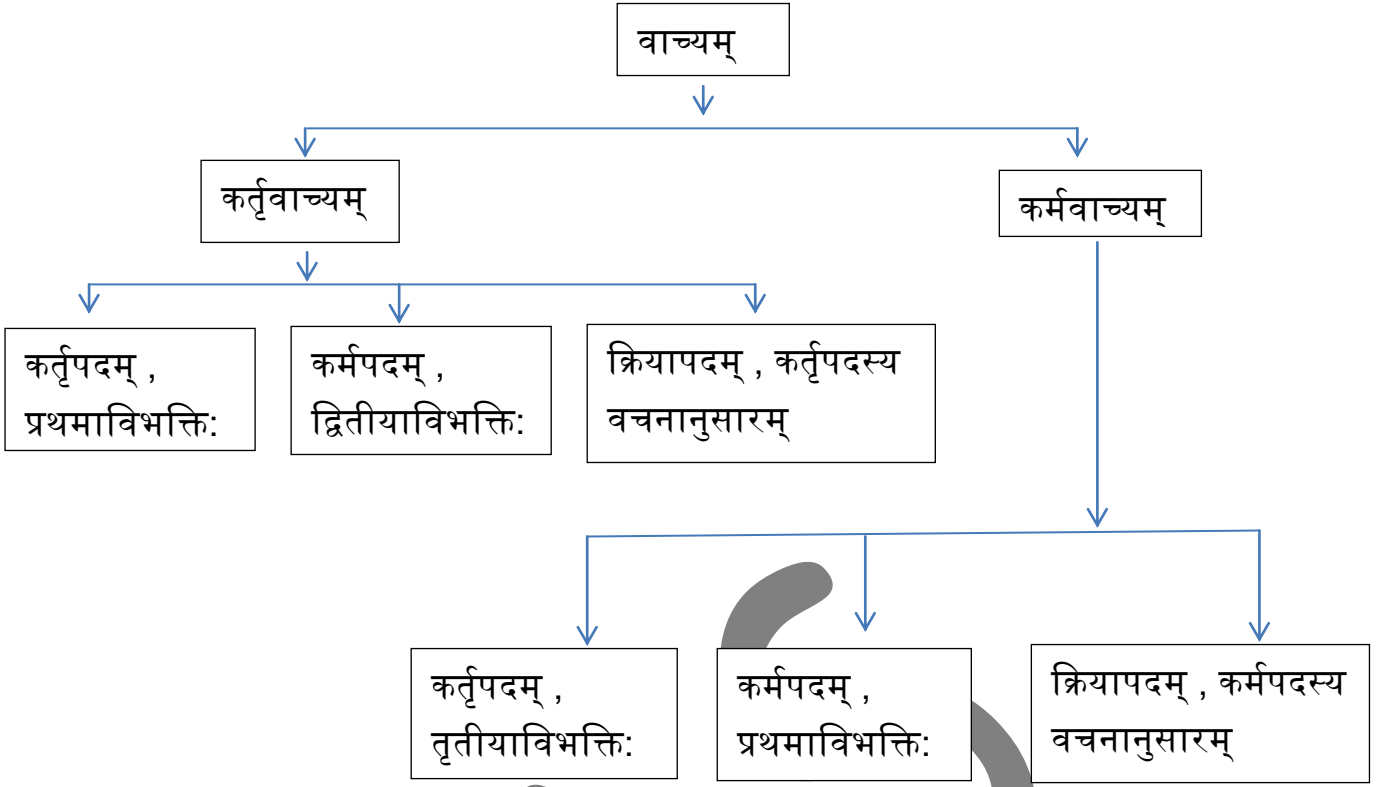 वाच्यम्
कर्तृवाच्यम्
कर्मवाच्यम्
कर्तृपदम् ,
प्रथमाविभक्ति:
कर्मपदम् ,
द्वितीयाविभक्ति:
क्रियापदम् , कर्तृपदस्य
वचनानुसारम्
कर्तृपदम् ,
तृतीयाविभक्ति:
कर्मपदम् ,
प्रथमाविभक्ति:
क्रियापदम् , कर्मपदस्य
वचनानुसारम्